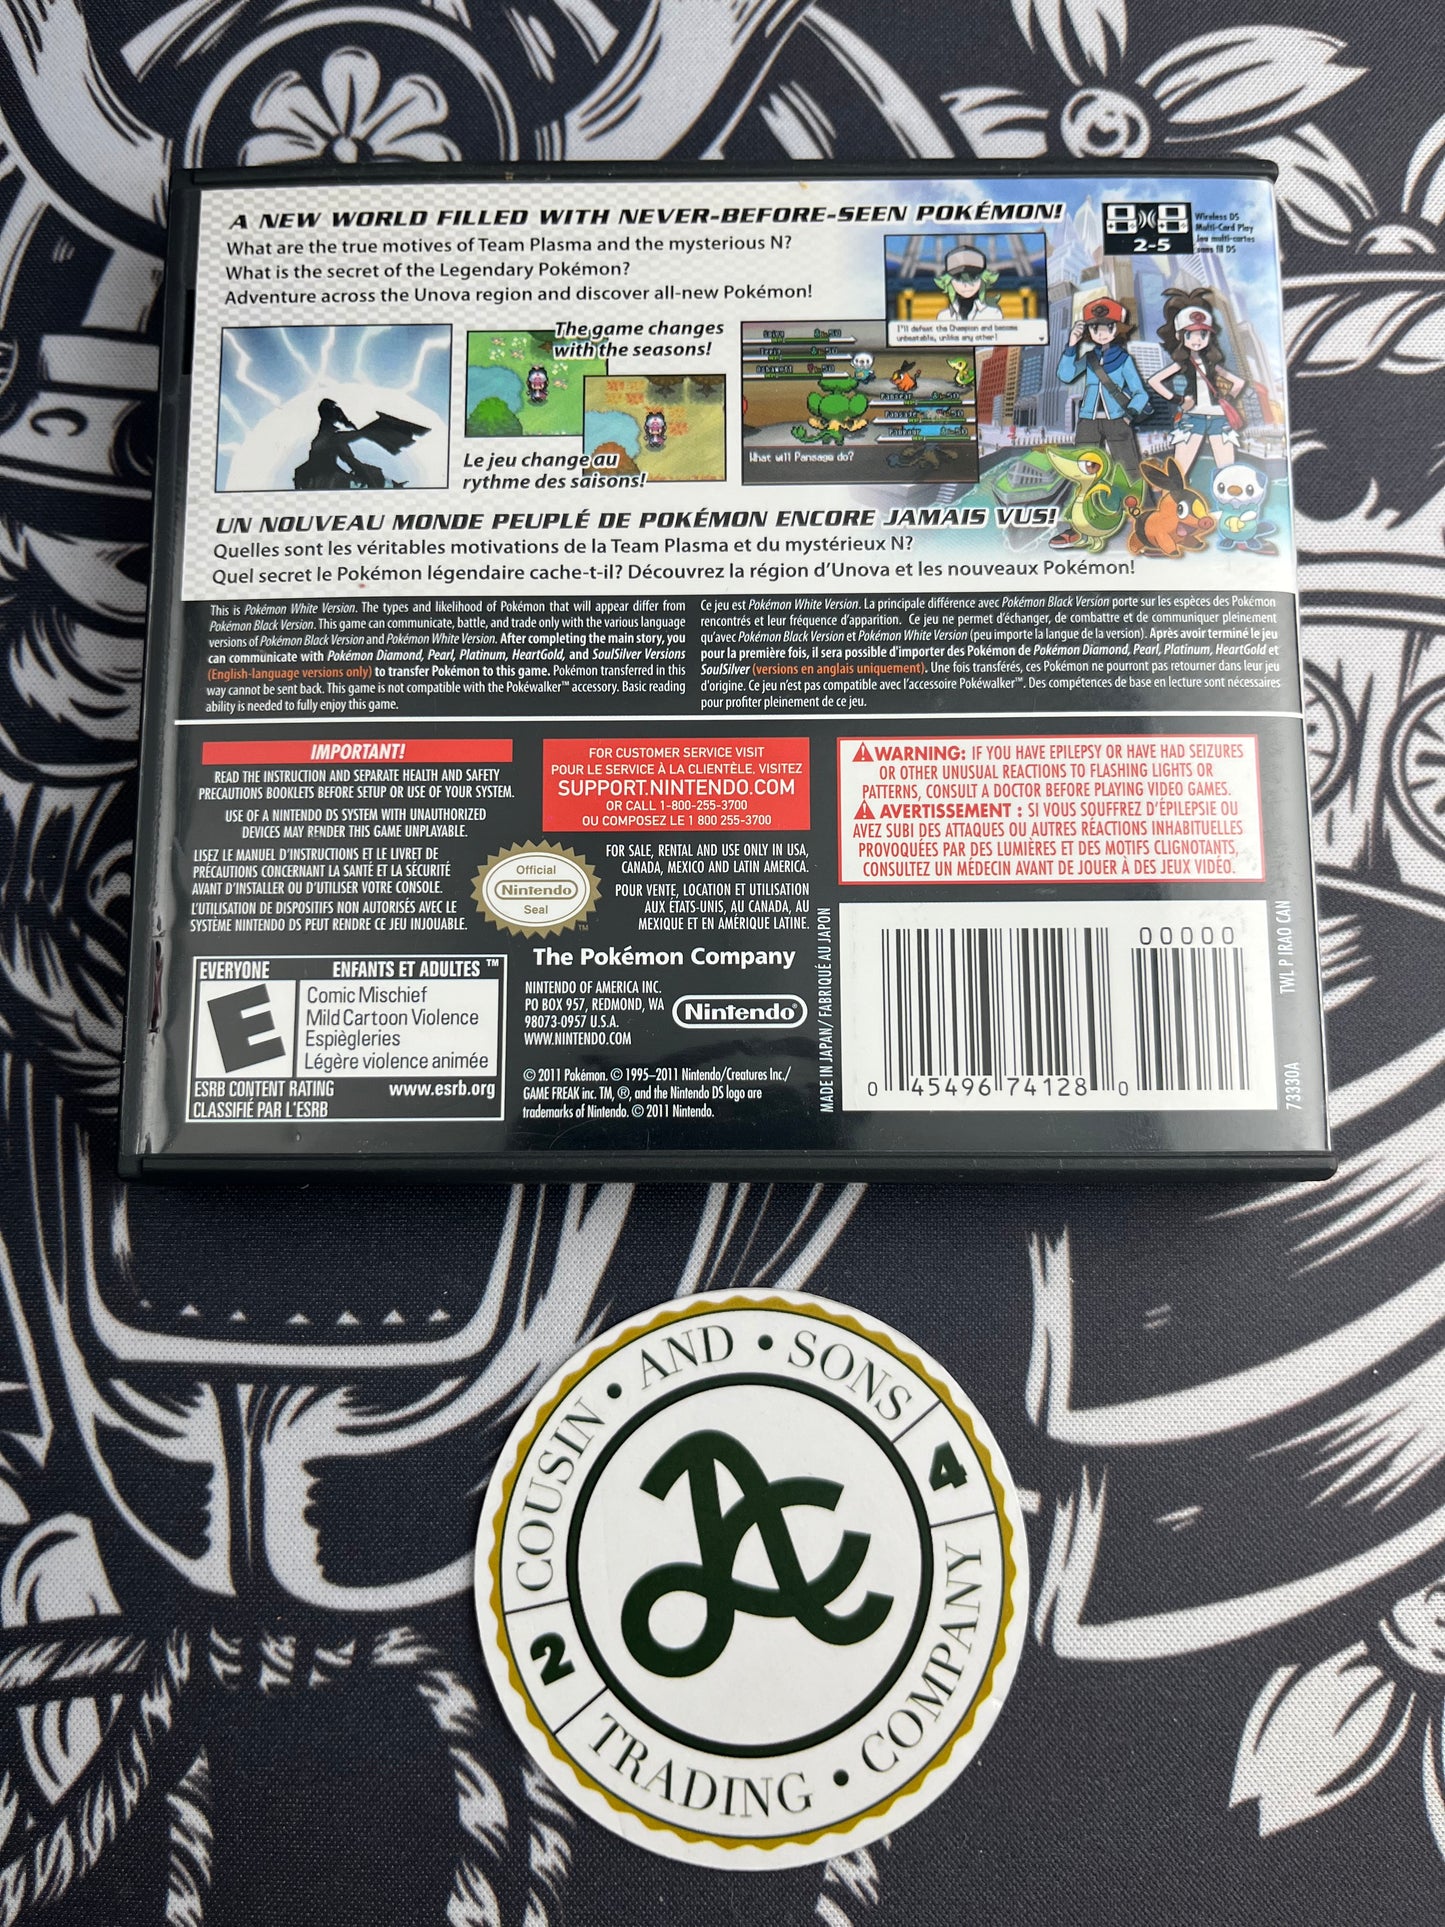 A NEW WORLD FILLED WITH NEVER-BEFORE-SEEN POKÉMON!
What are the true motives of Team Plasma and the mysterious N?
What is the secret of the Legendary Pokémon?
Adventure across the Unova region and discover all-new Pokémon!
2-5
Wireless DS
Multi-Card Play
Jeu multi-cartes
sans fil DS
I'll defeat the Champion and become
unbeatable, unlike any other!
The game changes
with the seasons!
Le jeu change au
rythme des saisons!
What will Pansage do?
UN NOUVEAU MONDE PEUPLÉ DE POKÉMON ENCORE JAMAIS VUS!
Quelles sont les véritables motivations de la Team Plasma et du mystérieux N?
Quel secret le Pokémon légendaire cache-t-il? Découvrez la région d'Unova et les nouveaux Pokémon!
This is Pokémon White Version. The types and likelihood of Pokémon that will appear differ from
Pokémon Black Version. This game can communicate, battle, and trade only with the various language
versions of Pokémon Black Version and Pokémon White Version. After completing the main story, you
can communicate with Pokémon Diamond, Pearl, Platinum, HeartGold, and SoulSilver Versions
(English-language versions only) to transfer Pokémon to this game. Pokémon transferred in this
way cannot be sent back. This game is not compatible with the Pokéwalker™ accessory. Basic reading
ability is needed to fully enjoy this game.
Ce jeu est Pokémon White Version. La principale différence avec Pokémon Black Version porte sur les espèces des Pokémon
rencontrés et leur fréquence d'apparition. Ce jeu ne permet d'échanger, de combattre et de communiquer pleinement
qu'avec Pokémon Black Version et Pokémon White Version (peu importe la langue de la version). Après avoir terminé le jeu
pour la première fois, il sera possible d'importer des Pokémon de Pokémon Diamond, Pearl, Platinum, HeartGold et
SoulSilver (versions en anglais uniquement). Une fois transférés, ces Pokémon ne pourront pas retourner dans leur jeu
d'origine. Ce jeu n'est pas compatible avec l'accessoire Pokéwalker™. Des compétences de base en lecture sont nécessaires
pour profiter pleinement de ce jeu.
IMPORTANT!
READ THE INSTRUCTION AND SEPARATE HEALTH AND SAFETY
PRECAUTIONS BOOKLETS BEFORE SETUP OR USE OF YOUR SYSTEM.
USE OF A NINTENDO DS SYSTEM WITH UNAUTHORIZED
DEVICES MAY RENDER THIS GAME UNPLAYABLE.
LISEZ LE MANUEL D'INSTRUCTIONS ET LE LIVRET DE
PRÉCAUTIONS CONCERNANT LA SANTÉ ET LA SÉCURITÉ
AVANT D'INSTALLER OU D'UTILISER VOTRE CONSOLE.
L'UTILISATION DE DISPOSITIFS NON AUTORISÉS AVEC LE
SYSTÈME NINTENDO DS PEUT RENDRE CE JEU INJOUABLE.
FOR CUSTOMER SERVICE VISIT
POUR LE SERVICE À LA CLIENTÈLE, VISITEZ
SUPPORT.NINTENDO.COM
OR CALL 1-800-255-3700
OU COMPOSEZ LE 1 800 255-3700
Official
Nintendo
Seal
TM
FOR SALE, RENTAL AND USE ONLY IN USA,
CANADA, MEXICO AND LATIN AMERICA.
POUR VENTE, LOCATION ET UTILISATION
AUX ÉTATS-UNIS, AU CANADA, AU
MEXIQUE ET EN AMÉRIQUE LATINE.
WARNING: IF YOU HAVE EPILEPSY OR HAVE HAD SEIZURES
OR OTHER UNUSUAL REACTIONS TO FLASHING LIGHTS OR
PATTERNS, CONSULT A DOCTOR BEFORE PLAYING VIDEO GAMES.
AVERTISSEMENT : SI VOUS SOUFFREZ D'ÉPILEPSIE OU
AVEZ SUBI DES ATTAQUES OU AUTRES RÉACTIONS INHABITUELLES
PROVOQUÉES PAR DES LUMIÈRES ET DES MOTIFS CLIGNOTANTS,
CONSULTEZ UN MÉDECIN AVANT DE JOUER À DES JEUX VIDÉO.
EVERYONE
ENFANTS ET ADULTES ™
E
Comic Mischief
Mild Cartoon Violence
Espiègleries
Légère violence animée
ESRB CONTENT RATING
www.esrb.org
CLASSIFIÉ PAR L'ESRB
The Pokémon Company
NINTENDO OF AMERICA INC.
PO BOX 957, REDMOND, WA
98073-0957 U.S.A.
WWW.NINTENDO.COM
Nintendo®
© 2011 Pokémon. © 1995–2011 Nintendo/Creatures Inc./
GAME FREAK inc. TM, ®, and the Nintendo DS logo are
trademarks of Nintendo. © 2011 Nintendo.
MADE IN JAPAN/ FABRIQUÉ AU JAPON
00000
0 45496 74128 0
TWL P IRAO CAN
73330A
COUSIN • AND • SONS
4
2
TRADING • COMPANY